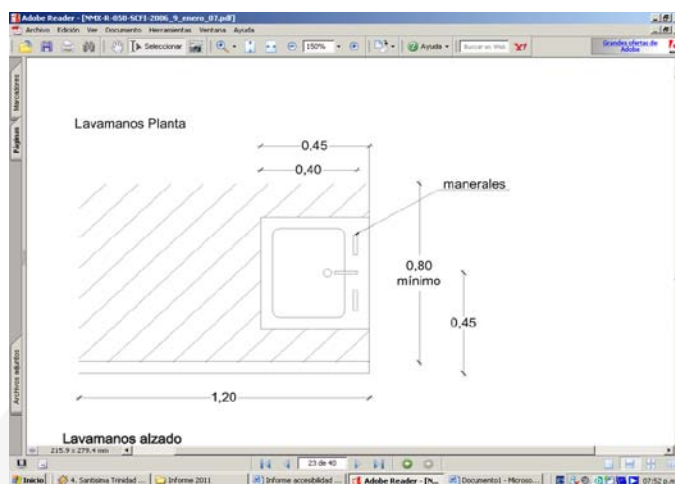 Adobe Reader - [NMX-R-050-SCFI-2006_9_enero_07.pdf]
Archivo Edición Ver Documento Herramientas Ventana Ayuda
Seleccionar 150% Ayuda Buscar en Web Y! Grandes ofertas de Adobe
Marcadores
Páginas
Archivos adjuntos
Lavamanos Planta
0,45
0,40
manerales
0,80
mínimo
0,45
1,20
Lavamanos alzado
215.9 x 279.4 mm
23 de 40
Inicio 4. Santisima Trinidad ... Informe 2011 Informe accesibilidad ... Adobe Reader - [N... Documento1 - Microso... 07:52 p.m.